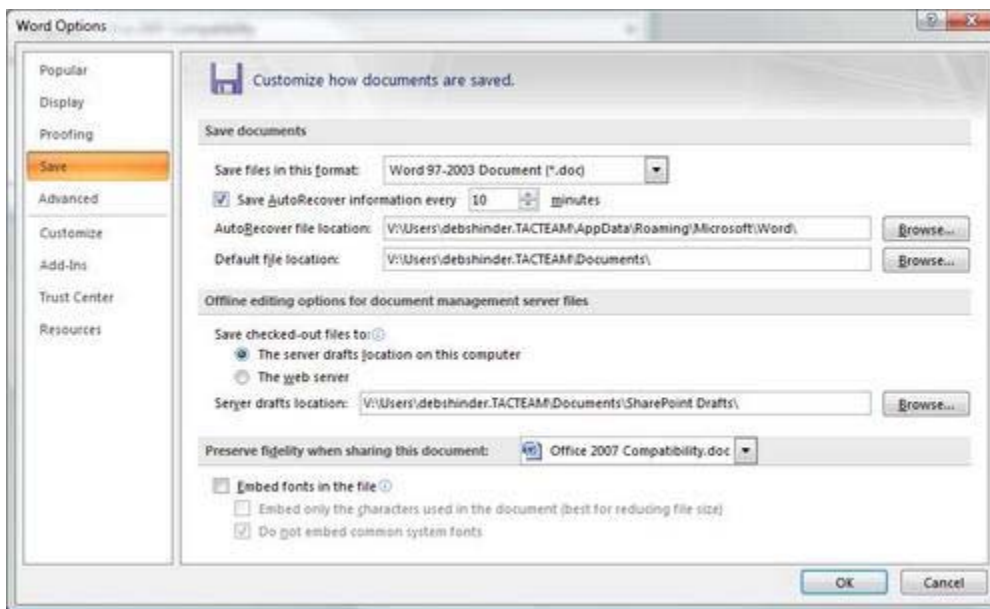 Word Options
Popular
Display
Proofing
Save
Advanced
Customize
Add-Ins
Trust Center
Resources
Customize how documents are saved.
Save documents
Save files in this format: Word 97-2003 Document (*.doc)
Save AutoRecover information every 10 minutes
AutoRecover file location: V:\Users\debshinder.TACTEAM\AppData\Roaming\Microsoft\Word\ Browse...
Default file location: V:\Users\debshinder.TACTEAM\Documents\ Browse...
Offline editing options for document management server files
Save checked-out files to:
The server drafts location on this computer
The web server
Server drafts location: V:\Users\debshinder.TACTEAM\Documents\SharePoint Drafts\ Browse...
Preserve fidelity when sharing this document: Office 2007 Compatibility.doc
Embed fonts in the file
Embed only the characters used in the document (best for reducing file size)
Do not embed common system fonts
OK Cancel